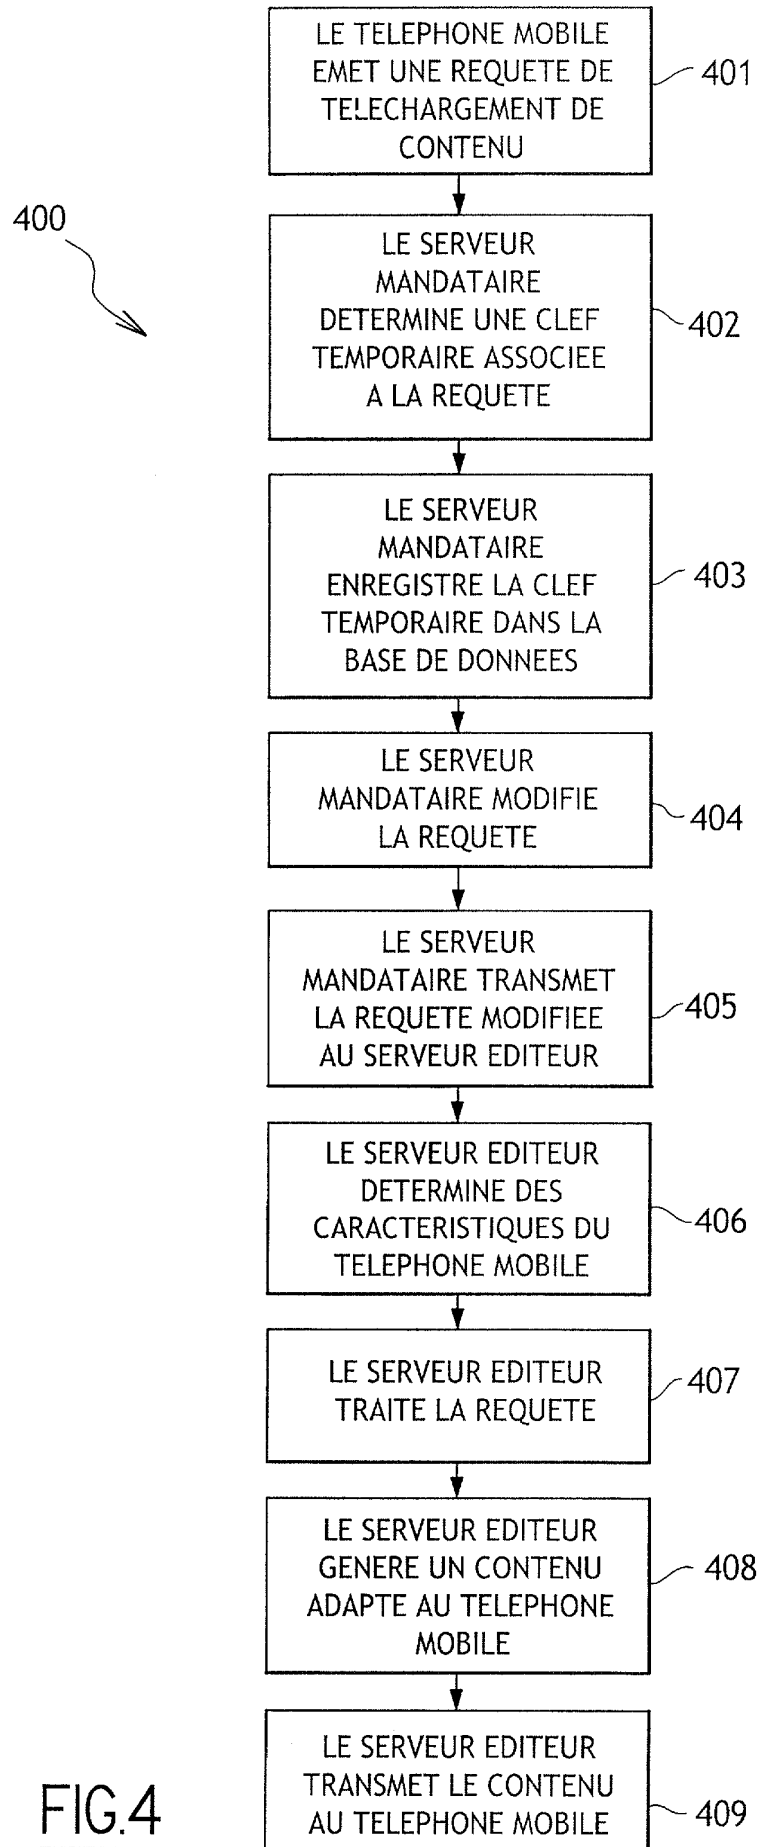 LE TELEPHONE MOBILE
EMET UNE REQUETE DE
TELECHARGEMENT DE
CONTENU
401
400
LE SERVEUR
MANDATAIRE
DETERMINE UNE CLEF
TEMPORAIRE ASSOCIEE
A LA REQUETE
402
LE SERVEUR
MANDATAIRE
ENREGISTRE LA CLEF
TEMPORAIRE DANS LA
BASE DE DONNEES
403
LE SERVEUR
MANDATAIRE MODIFIE
LA REQUETE
404
LE SERVEUR
MANDATAIRE TRANSMET
LA REQUETE MODIFIEE
AU SERVEUR EDITEUR
405
LE SERVEUR EDITEUR
DETERMINE DES
CARACTERISTIQUES DU
TELEPHONE MOBILE
406
LE SERVEUR EDITEUR
TRAITE LA REQUETE
407
LE SERVEUR EDITEUR
GENERE UN CONTENU
ADAPTE AU TELEPHONE
MOBILE
408
LE SERVEUR EDITEUR
TRANSMET LE CONTENU
AU TELEPHONE MOBILE
409
FIG.4